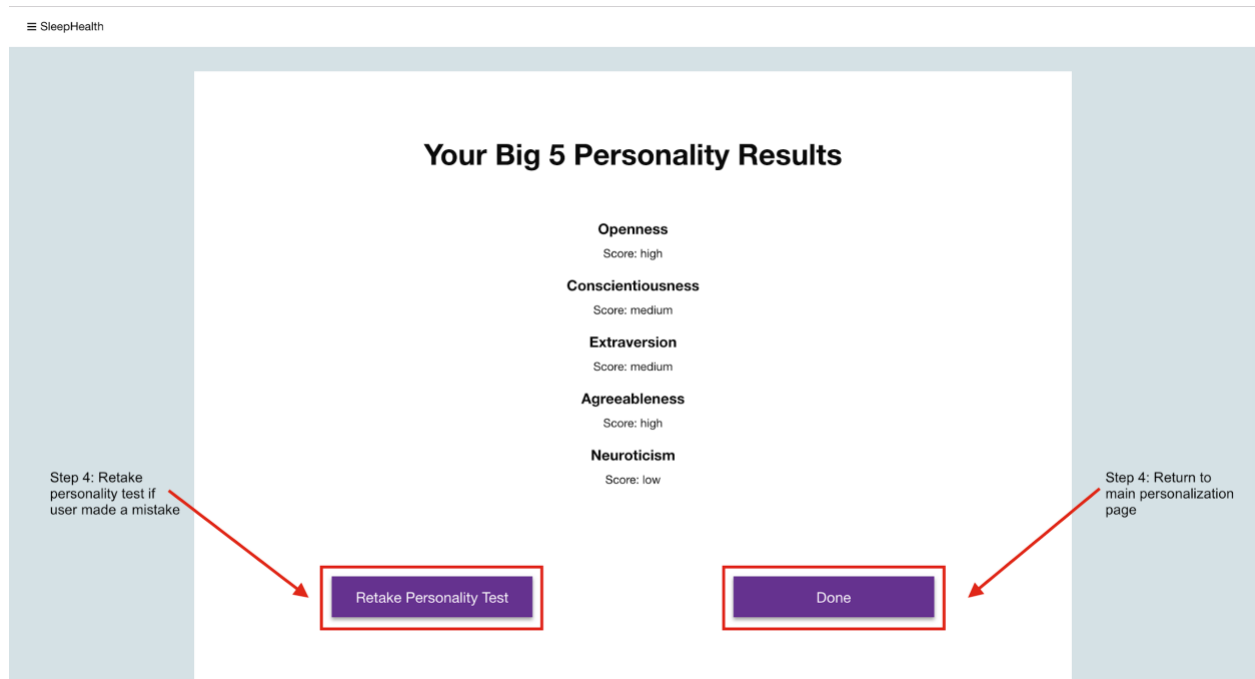 ☰ SleepHealth
Your Big 5 Personality Results
Openness
Score: high
Conscientiousness
Score: medium
Extraversion
Score: medium
Agreeableness
Score: high
Neuroticism
Score: low
Step 4: Retake
personality test if
user made a mistake
Step 4: Return to
main personalization
page
Retake Personality Test
Done